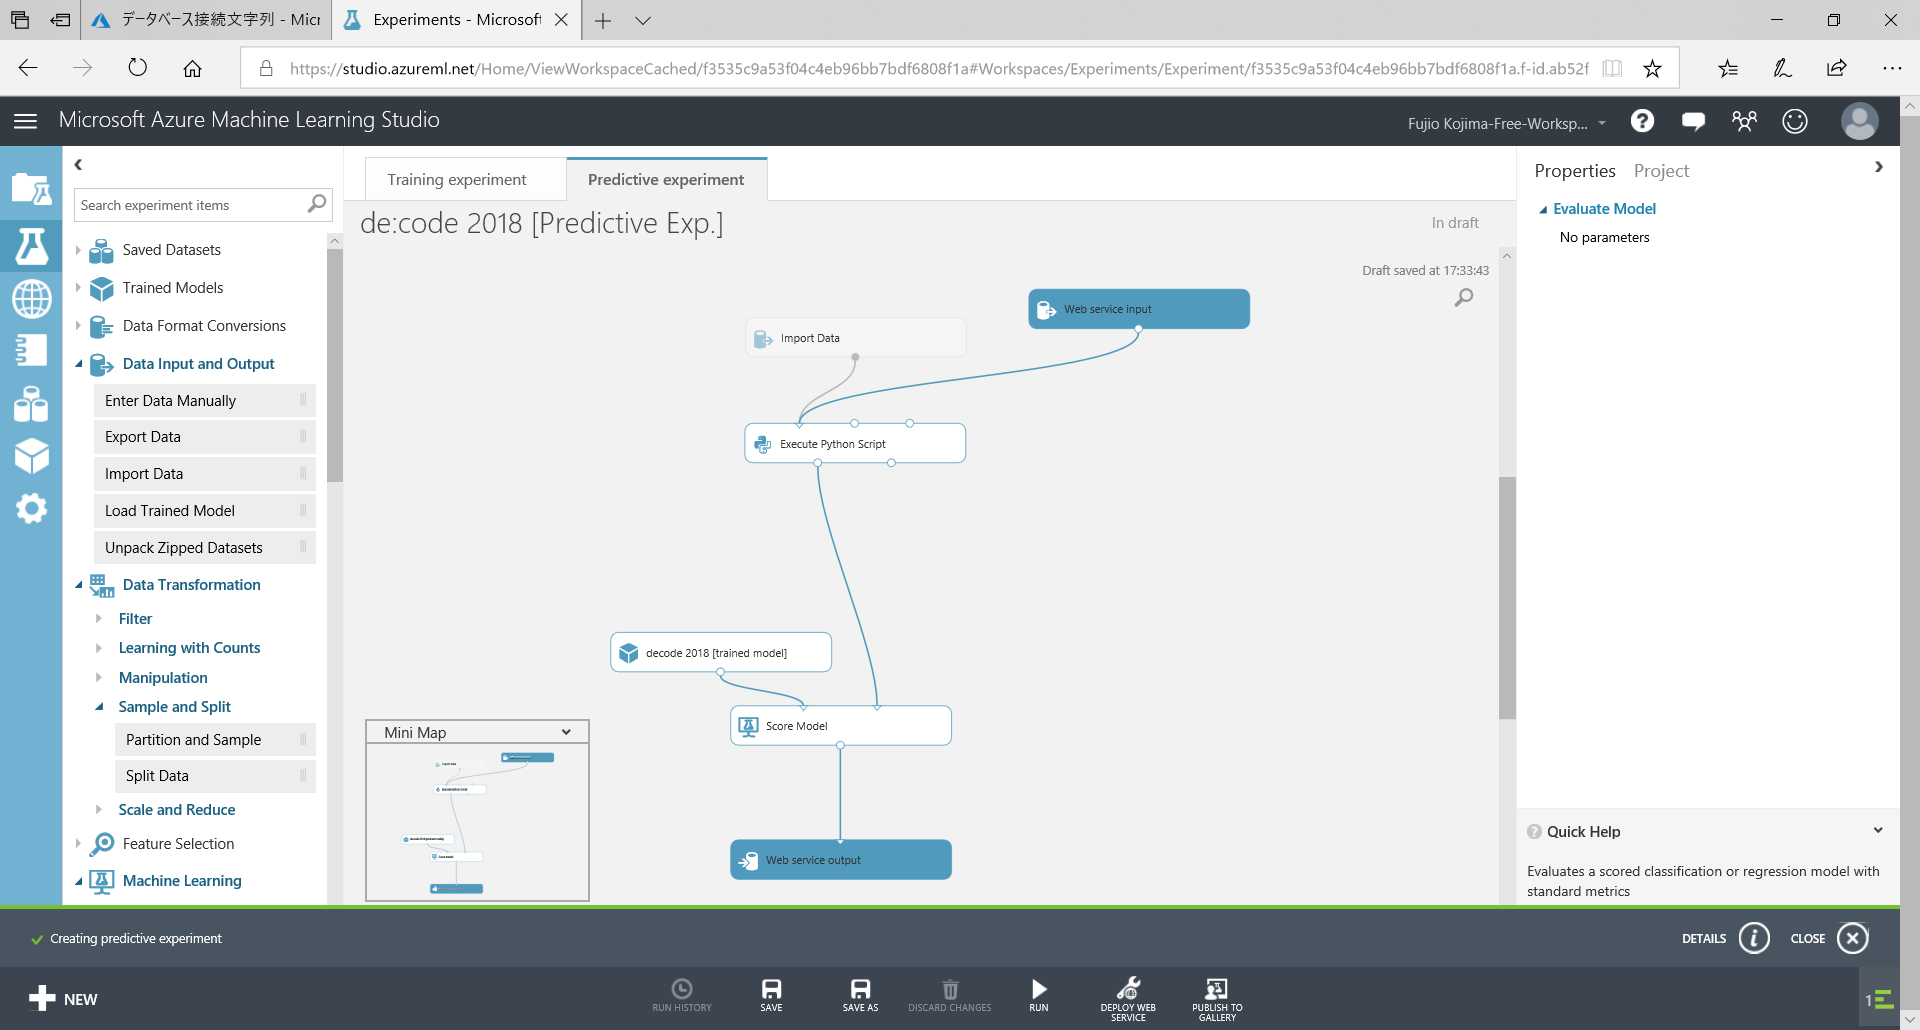 データベース接続文字列 - Micr
Experiments - Microsoft
https://studio.azureml.net/Home/ViewWorkspaceCached/f3535c9a53f04c4eb96bb7bdf6808f1a#Workspaces/Experiments/Experiment/f3535c9a53f04c4eb96bb7bdf6808f1a.f-id.ab52f
Microsoft Azure Machine Learning Studio
Fujio Kojima-Free-Worksp...
Search experiment items
Saved Datasets
Trained Models
Data Format Conversions
Data Input and Output
Enter Data Manually
Export Data
Import Data
Load Trained Model
Unpack Zipped Datasets
Data Transformation
Filter
Learning with Counts
Manipulation
Sample and Split
Partition and Sample
Split Data
Scale and Reduce
Feature Selection
Machine Learning
Training experiment
Predictive experiment
de:code 2018 [Predictive Exp.]
In draft
Draft saved at 17:33:43
Web service input
Import Data
Execute Python Script
decode 2018 [trained model]
Score Model
Web service output
Mini Map
Properties
Project
Evaluate Model
No parameters
Quick Help
Evaluates a scored classification or regression model with
standard metrics
Creating predictive experiment
DETAILS
CLOSE
NEW
RUN HISTORY
SAVE
SAVE AS
DISCARD CHANGES
RUN
DEPLOY WEB
SERVICE
PUBLISH TO
GALLERY
1